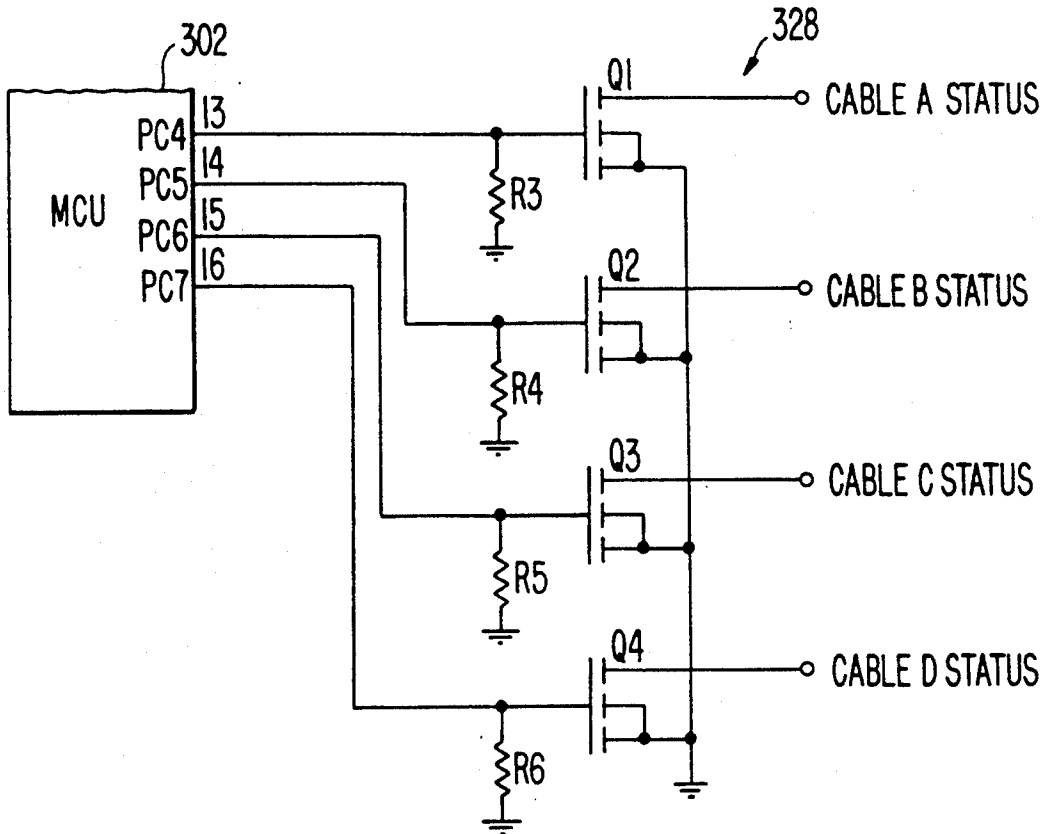 302
328
Q1
CABLE A STATUS
13
PC4
14
PC5
MCU
15
PC6
16
PC7
R3
Q2
CABLE B STATUS
R4
Q3
CABLE C STATUS
R5
Q4
CABLE D STATUS
R6